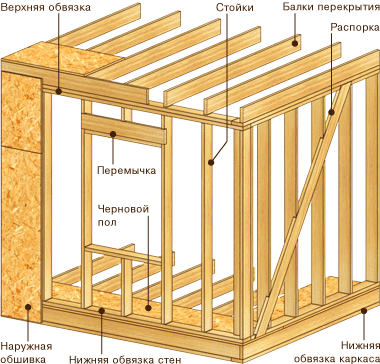 Верхняя обвязка
Стойки
Балки перекрытия
Распорка
Перемычка
Черновой
пол
Наружная
обшивка
Нижняя обвязка стен
Нижняя
обвязка каркаса